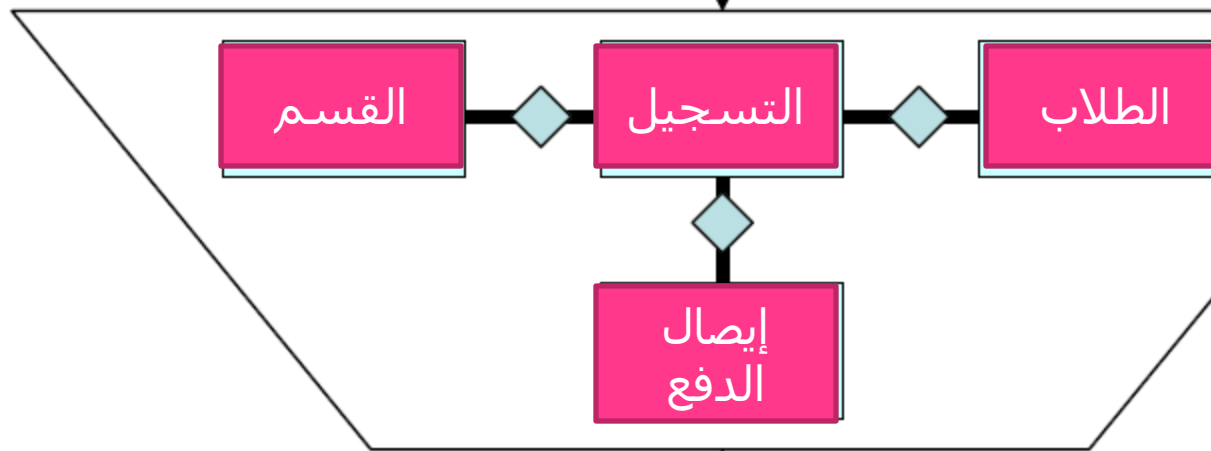 الطلاب
التسجيل
القسم
إيصال
الدفع